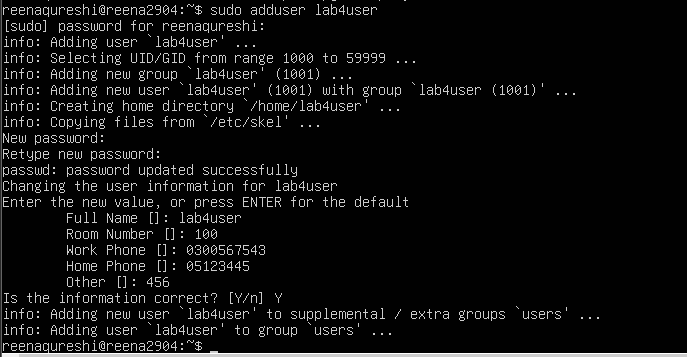 reenaqureshi@reena2904:~$ sudo adduser lab4user
[sudo] password for reenaqureshi:
info: Adding user `lab4user' ...
info: Selecting UID/GID from range 1000 to 59999 ...
info: Adding new group `lab4user' (1001) ...
info: Adding new user `lab4user' (1001) with group `lab4user (1001)' ...
info: Creating home directory `/home/lab4user' ...
info: Copying files from `/etc/skel' ...
New password:
Retype new password:
passwd: password updated successfully
Changing the user information for lab4user
Enter the new value, or press ENTER for the default
Full Name []: lab4user
Room Number []: 100
Work Phone []: 0300567543
Home Phone []: 05123445
Other []: 456
Is the information correct? [Y/n] Y
info: Adding new user `lab4user' to supplemental / extra groups `users' ...
info: Adding user `lab4user' to group `users' ...
reenaqureshi@reena2904:~$ _